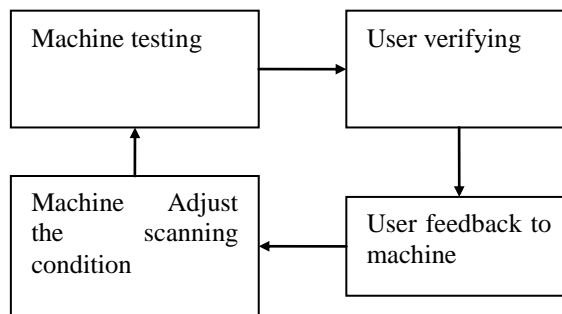 Machine testing
User verifying
Machine Adjust
the scanning
condition
User feedback to
machine